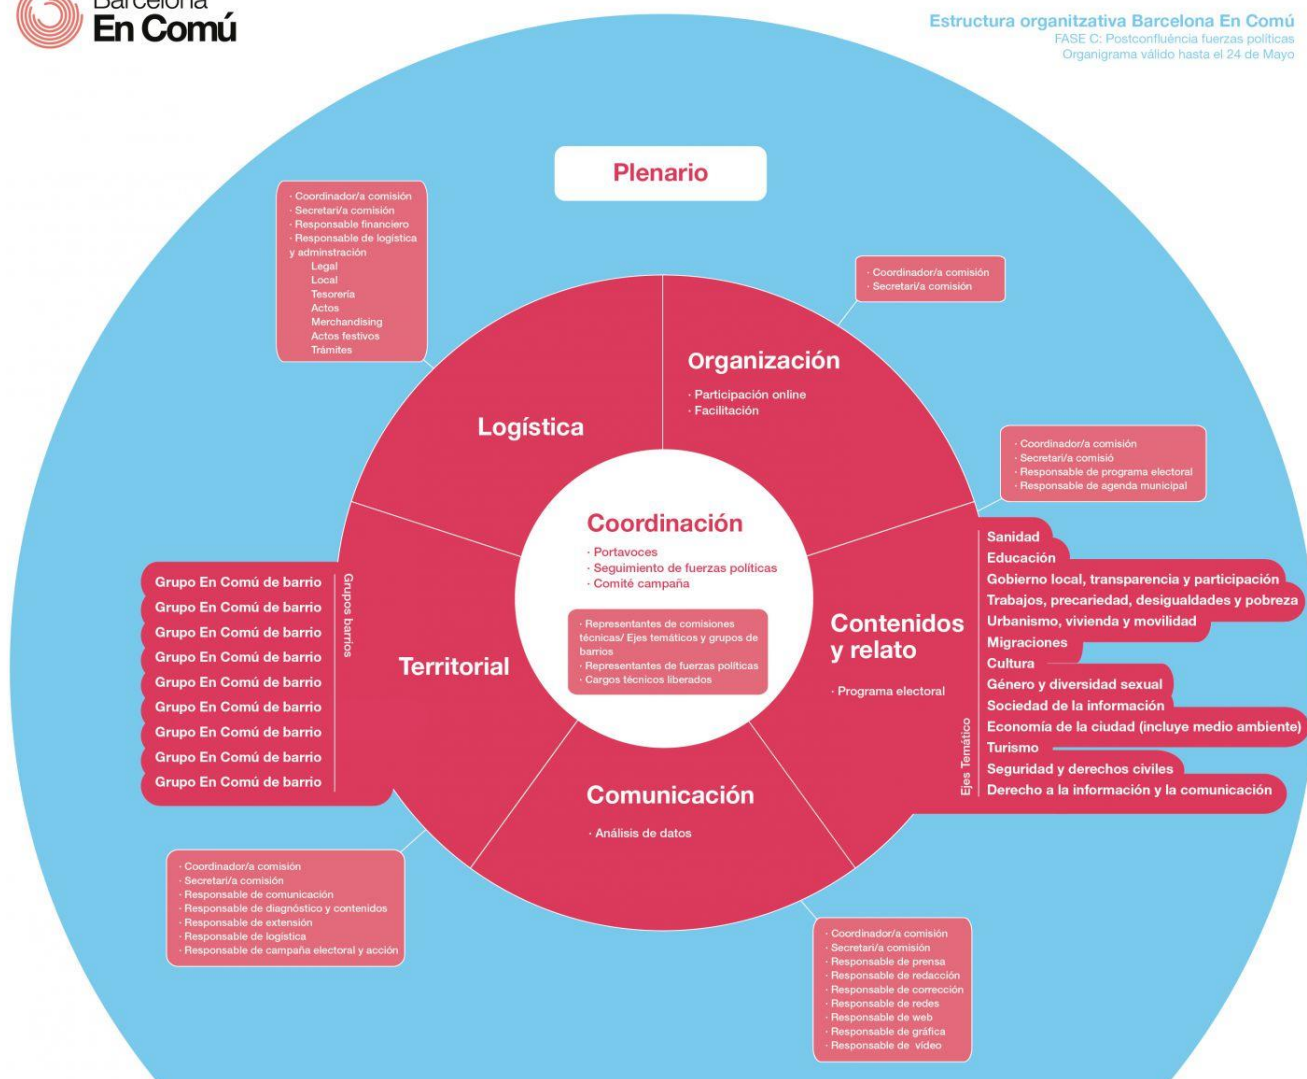 Barcelona
En Comú
Estructura organitzativa Barcelona En Comú
FASE C: Postconfluéncia fuerzas políticas
Organigrama válido hasta el 24 de Mayo
Plenario
· Coordinador/a comisión
· Secretari/a comisión
· Responsable financiero
· Responsable de logística
y adminstración
Legal
Local
Tesorería
Actos
Merchandising
Actos festivos
Trámites
· Coordinador/a comisión
· Secretari/a comisión
Organización
· Participación online
· Facilitación
Logística
· Coordinador/a comisión
· Secretari/a comisió
· Responsable de programa electoral
· Responsable de agenda municipal
Coordinación
· Portavoces
· Seguimiento de fuerzas políticas
· Comité campaña
· Representantes de comisiones
técnicas/ Ejes temáticos y grupos de
barrios
· Representantes de fuerzas políticas
· Cargos técnicos liberados
Grupo En Comú de barrio
Grupo En Comú de barrio
Grupo En Comú de barrio
Grupo En Comú de barrio
Grupo En Comú de barrio
Grupo En Comú de barrio
Grupo En Comú de barrio
Grupo En Comú de barrio
Grupo En Comú de barrio
Grupos barrios
Territorial
Contenidos
y relato
· Programa electoral
Ejes Temático
Sanidad
Educación
Gobierno local, transparencia y participación
Trabajos, precariedad, desigualdades y pobreza
Urbanismo, vivienda y movilidad
Migraciones
Cultura
Género y diversidad sexual
Sociedad de la información
Economía de la ciudad (incluye medio ambiente)
Turismo
Seguridad y derechos civiles
Derecho a la información y la comunicación
Comunicación
· Análisis de datos
· Coordinador/a comisión
· Secretari/a comisión
· Responsable de comunicación
· Responsable de diagnóstico y contenidos
· Responsable de extensión
· Responsable de logística
· Responsable de campaña electoral y acción
· Coordinador/a comisión
· Secretari/a comisión
· Responsable de prensa
· Responsable de redacción
· Responsable de corrección
· Responsable de redes
· Responsable de web
· Responsable de gráfica
· Responsable de vídeo